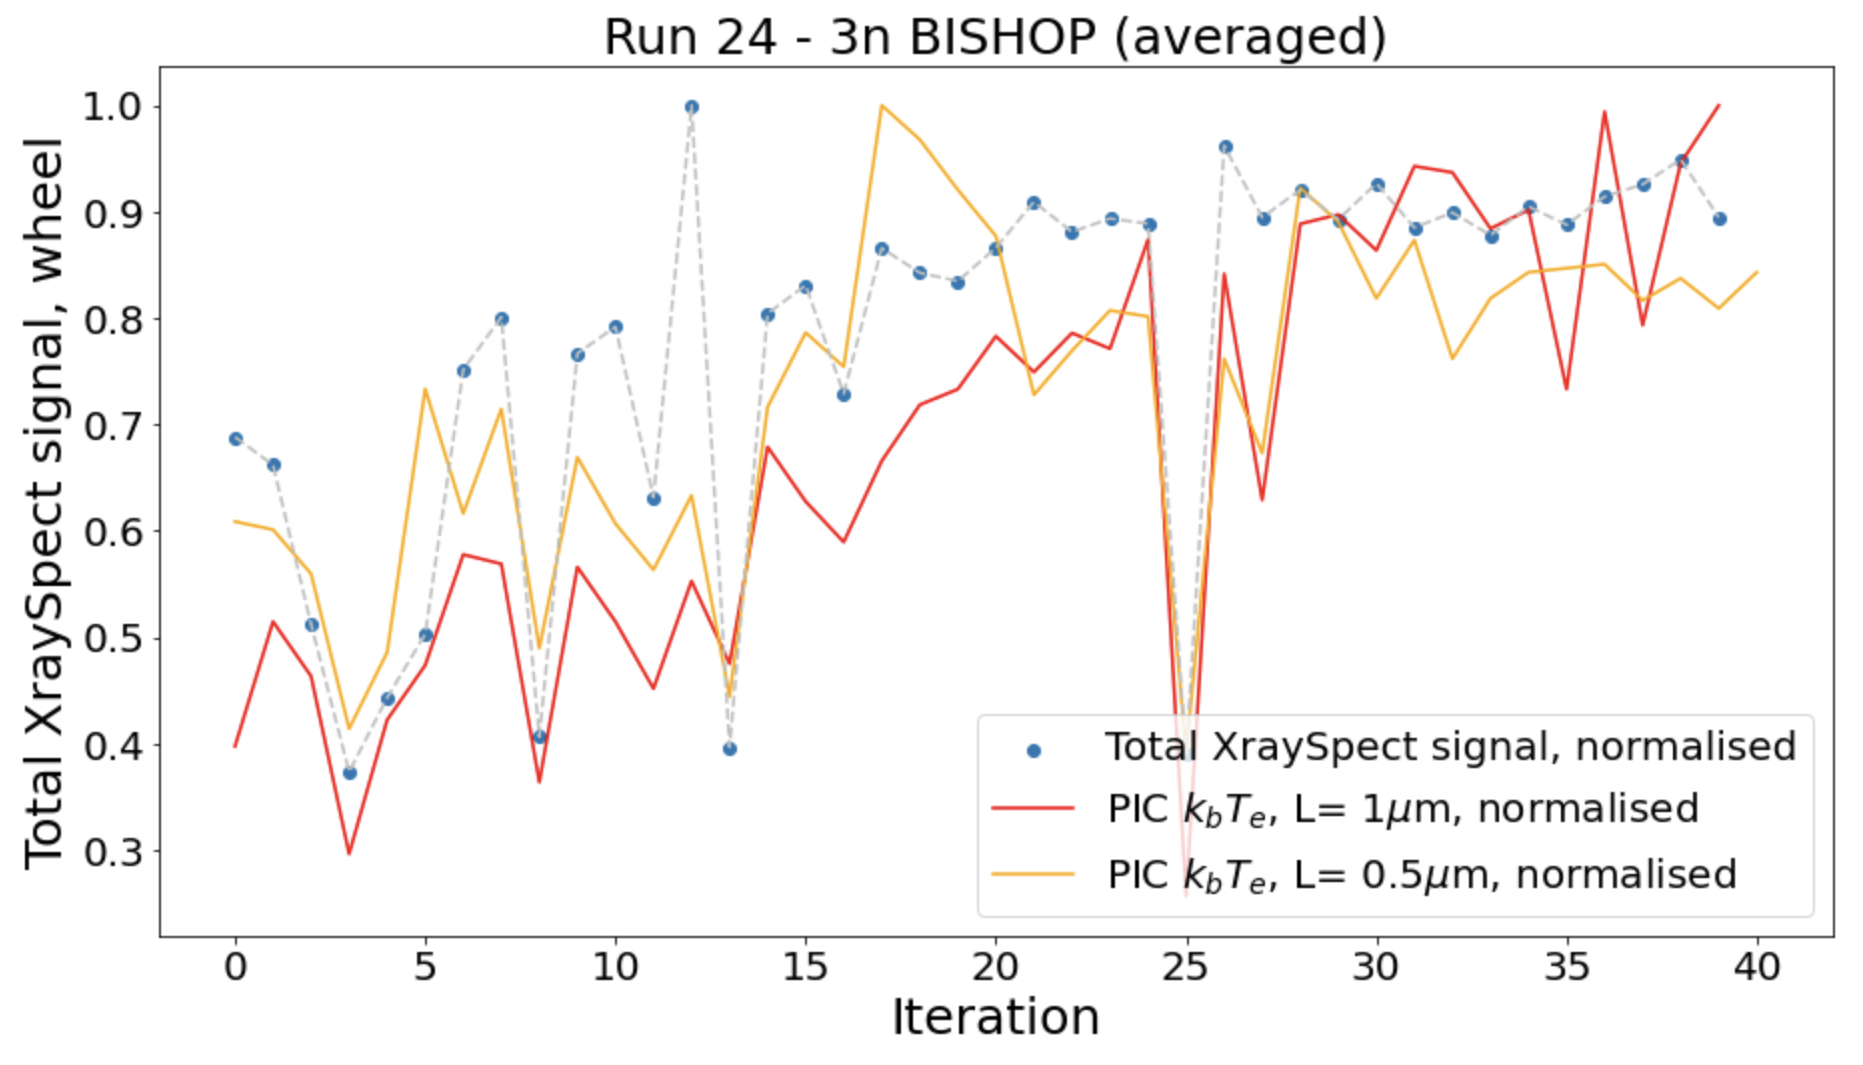 Run 24 - 3n BISHOP (averaged)
Total XraySpect signal, wheel
1.0
0.9
0.8
0.7
0.6
0.5
0.4
0.3
Total XraySpect signal, normalised
PIC k_bT_e, L= 1μm, normalised
PIC k_bT_e, L= 0.5μm, normalised
0 5 10 15 20 25 30 35 40
Iteration